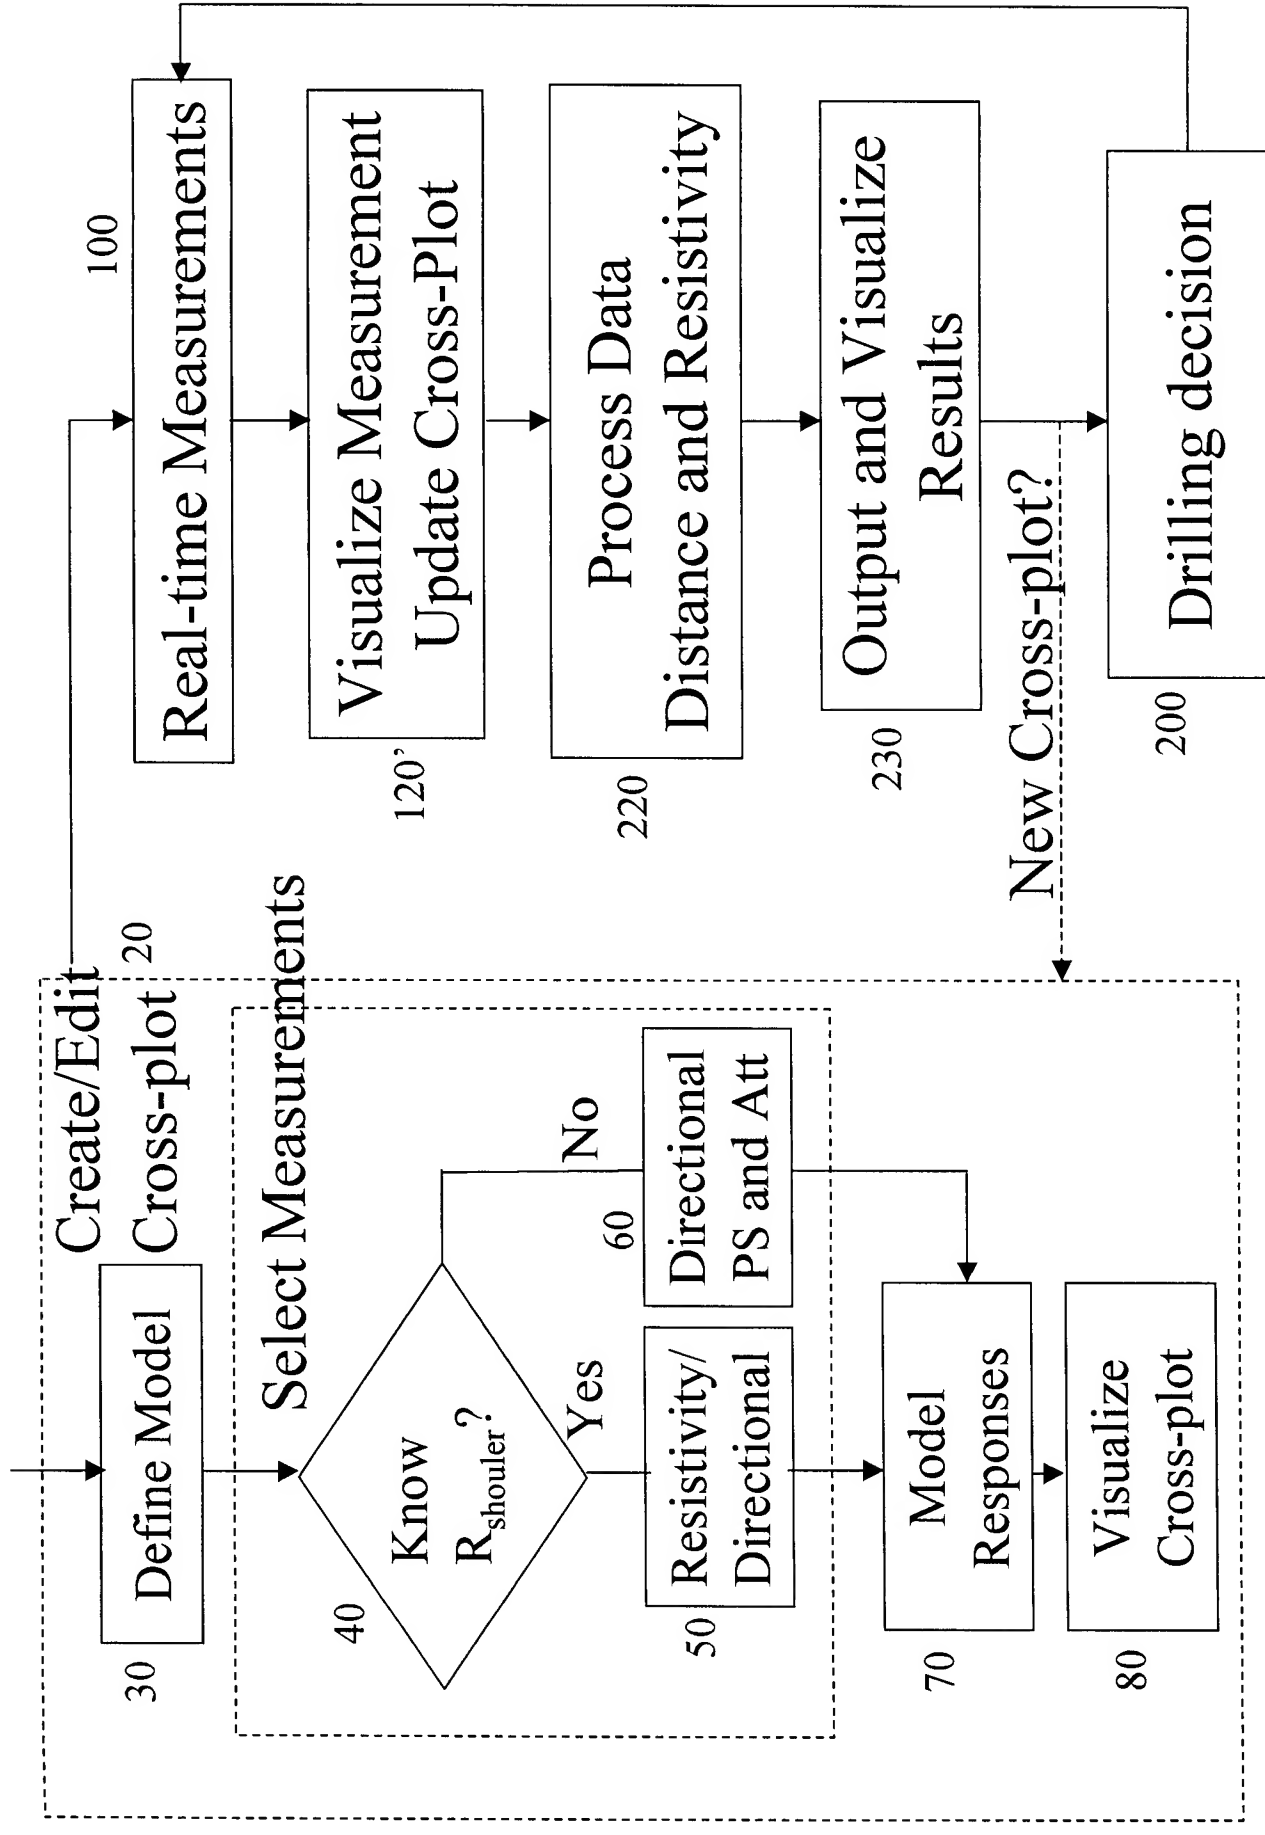 Create/Edit
Cross-plot
20
Define Model
30
Select Measurements
40
Know
R_shouler?
Yes
No
50
Resistivity/
Directional
60
Directional
PS and Att
70
Model
Responses
80
Visualize
Cross-plot
100
Real-time Measurements
120’
Visualize Measurement
Update Cross-Plot
220
Process Data
Distance and Resistivity
230
Output and Visualize
Results
New Cross-plot?
200
Drilling decision